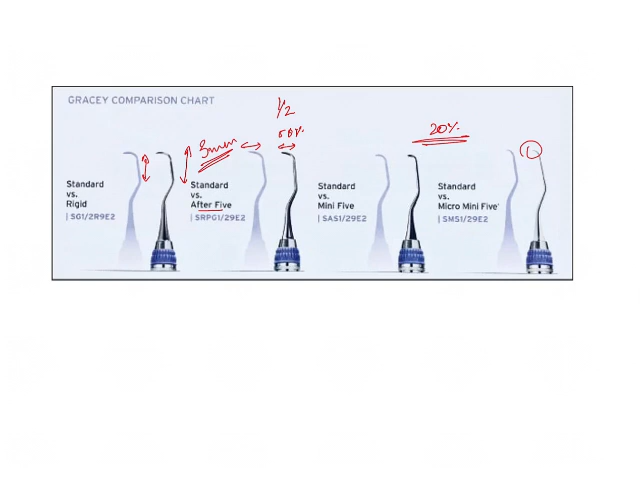 GRACEY COMPARISON CHART
1/2
50%
3mm
20%
1
Standard
vs.
Rigid
| SG1/2R9E2
Standard
vs.
After Five
| SRPG1/29E2
Standard
vs.
Mini Five
| SAS1/29E2
Standard
vs.
Micro Mini Five'
| SMS1/29E2